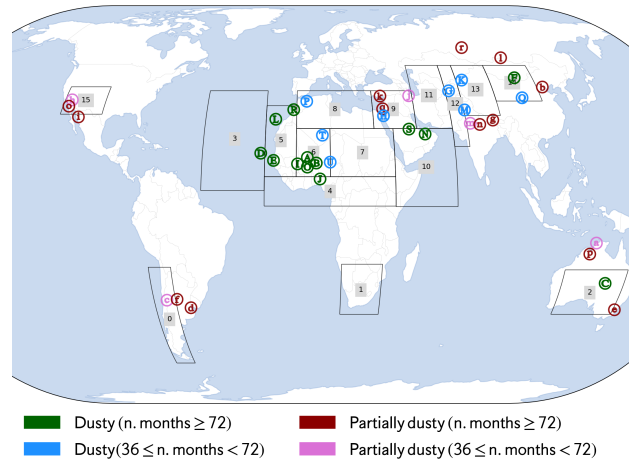 r
l
k F
15 K b
P g 11 13 Q
o R 8 9 12
i L M
m n g
S N
3 5 T
D A 6 7
E I B U 10
O
J
4
a
p
C
c f 1 2
d e
0
Dusty (n. months ≥ 72) Partially dusty (n. months ≥ 72)
Dusty (36 ≤ n. months < 72) Partially dusty (36 ≤ n. months < 72)